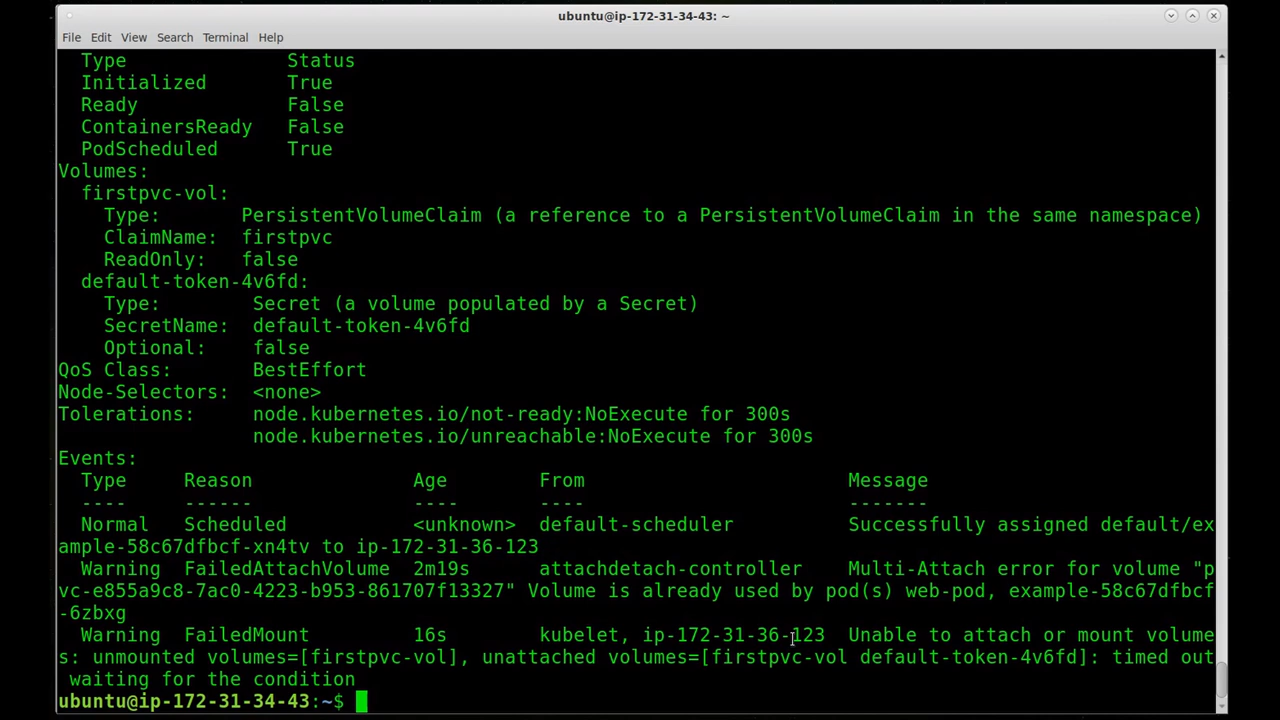 ubuntu@ip-172-31-34-43: ~
File Edit View Search Terminal Help
Type Status
Initialized True
Ready False
ContainersReady False
PodScheduled True
Volumes:
firstpvc-vol:
Type: PersistentVolumeClaim (a reference to a PersistentVolumeClaim in the same namespace)
ClaimName: firstpvc
ReadOnly: false
default-token-4v6fd:
Type: Secret (a volume populated by a Secret)
SecretName: default-token-4v6fd
Optional: false
QoS Class: BestEffort
Node-Selectors: <none>
Tolerations: node.kubernetes.io/not-ready:NoExecute for 300s
node.kubernetes.io/unreachable:NoExecute for 300s
Events:
Type Reason Age From Message
---- ------ ---- ---- -------
Normal Scheduled <unknown> default-scheduler Successfully assigned default/ex
ample-58c67dfbcf-xn4tv to ip-172-31-36-123
Warning FailedAttachVolume 2m19s attachdetach-controller Multi-Attach error for volume "p
vc-e855a9c8-7ac0-4223-b953-861707f13327" Volume is already used by pod(s) web-pod, example-58c67dfbcf
-6zbxg
Warning FailedMount 16s kubelet, ip-172-31-36-123 Unable to attach or mount volume
s: unmounted volumes=[firstpvc-vol], unattached volumes=[firstpvc-vol default-token-4v6fd]: timed out
waiting for the condition
ubuntu@ip-172-31-34-43:~$